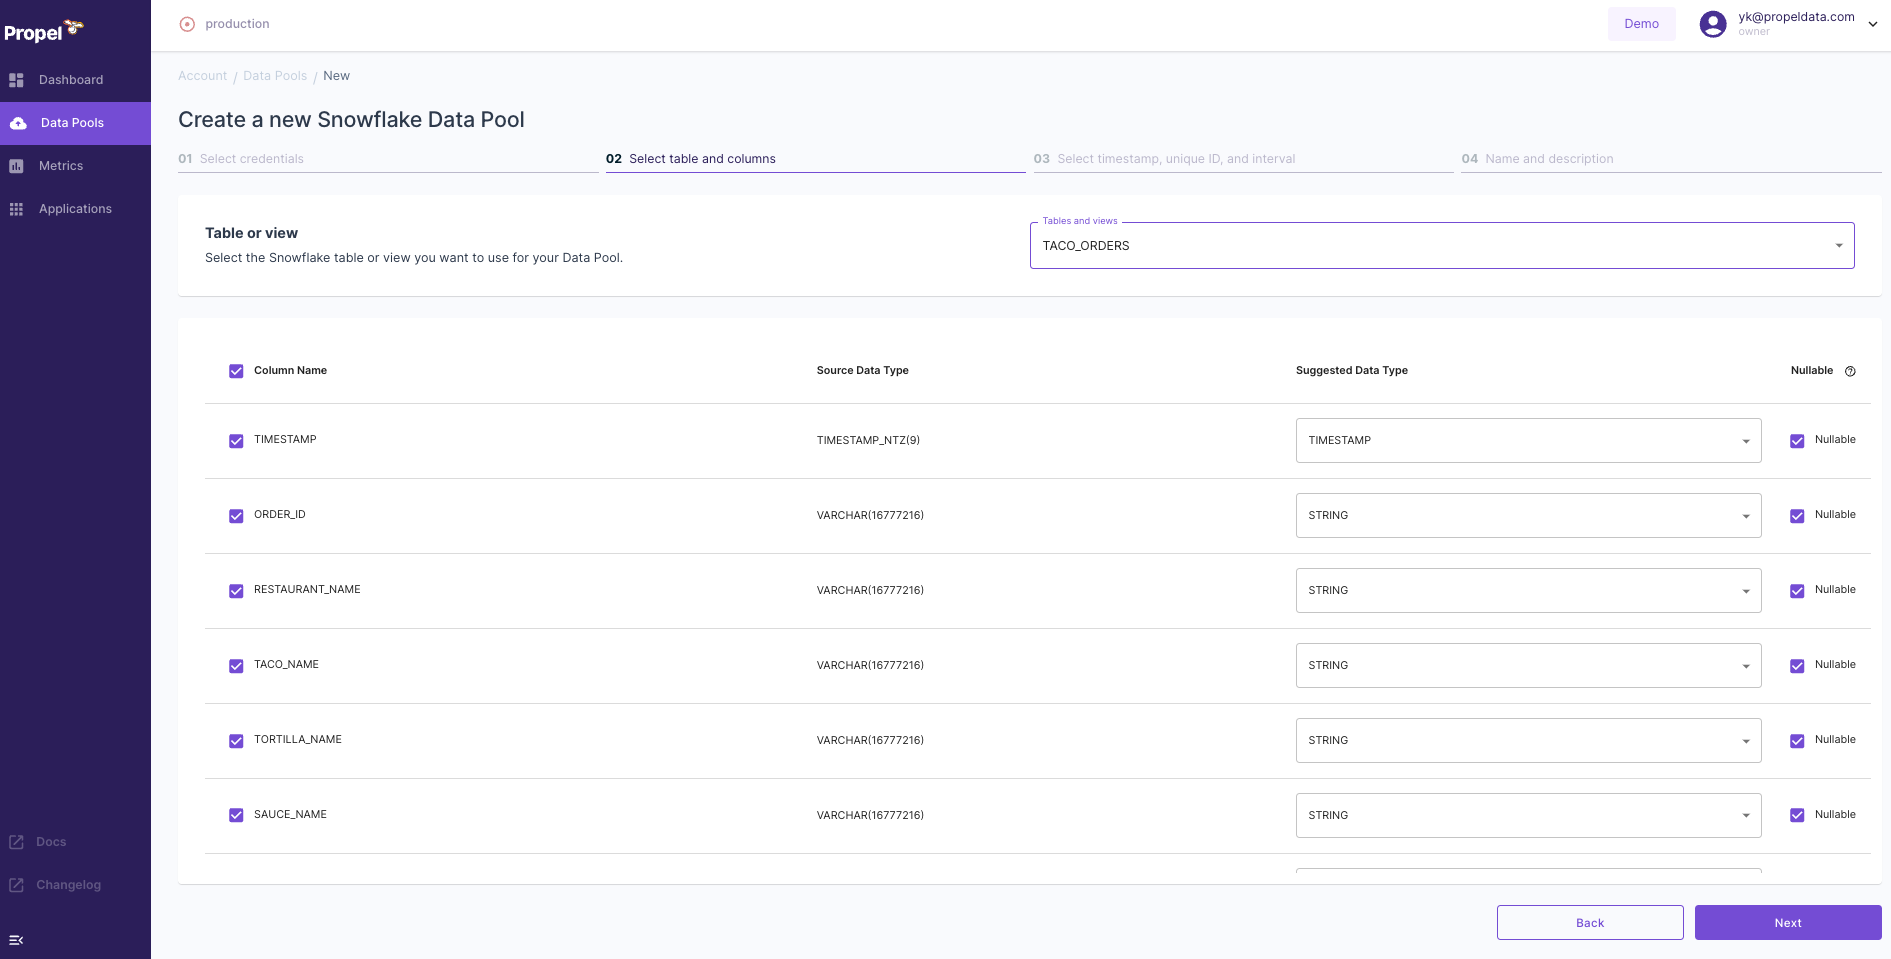 Propel
production
Demo
yk@propeldata.com
owner
Dashboard
Data Pools
Metrics
Applications
Docs
Changelog
Account / Data Pools / New
Create a new Snowflake Data Pool
01 Select credentials
02 Select table and columns
03 Select timestamp, unique ID, and interval
04 Name and description
Table or view
Select the Snowflake table or view you want to use for your Data Pool.
Tables and views
TACO_ORDERS
Column Name Source Data Type Suggested Data Type Nullable
TIMESTAMP TIMESTAMP_NTZ(9) TIMESTAMP Nullable
ORDER_ID VARCHAR(16777216) STRING Nullable
RESTAURANT_NAME VARCHAR(16777216) STRING Nullable
TACO_NAME VARCHAR(16777216) STRING Nullable
TORTILLA_NAME VARCHAR(16777216) STRING Nullable
SAUCE_NAME VARCHAR(16777216) STRING Nullable
Back
Next